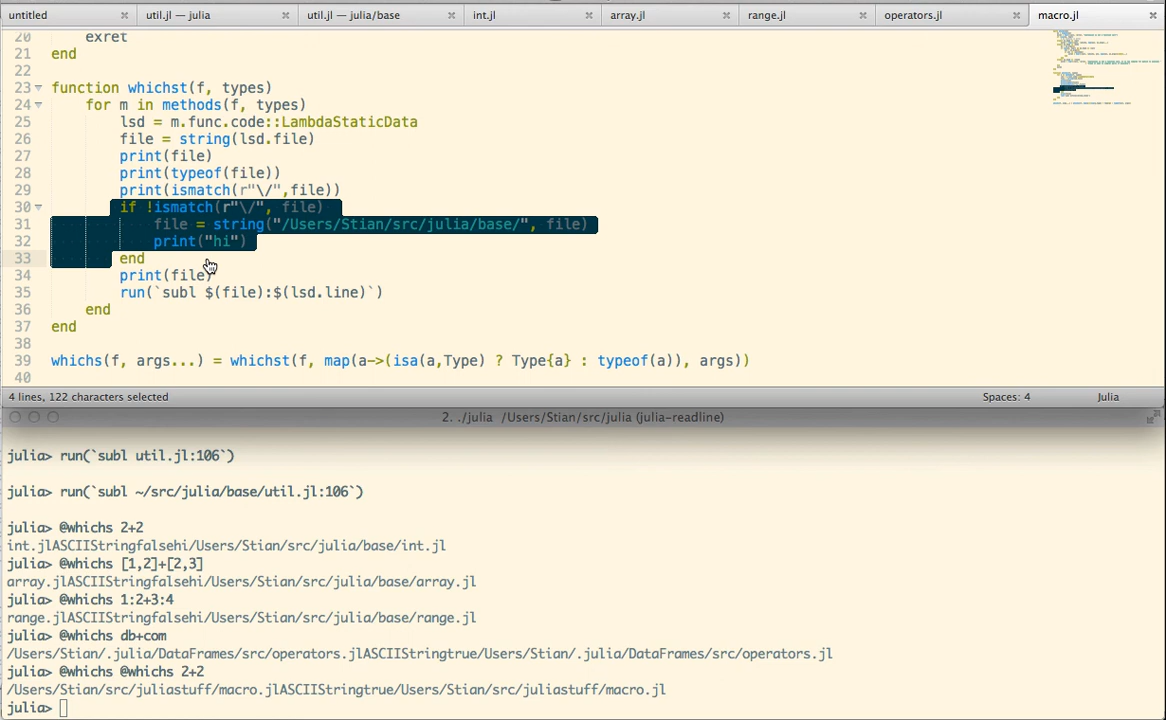 untitled × util.jl — julia × util.jl — julia/base × int.jl × array.jl × range.jl × operators.jl × macro.jl ×
20 exret
21 end
22
23 function whichst(f, types)
24 for m in methods(f, types)
25 lsd = m.func.code::LambdaStaticData
26 file = string(lsd.file)
27 print(file)
28 print(typeof(file))
29 print(ismatch(r"\/",file))
30 if !ismatch(r"\/", file)
31 file = string("/Users/Stian/src/julia/base/", file)
32 print("hi")
33 end
34 print(file)
35 run(`subl $(file):$(lsd.line)`)
36 end
37 end
38
39 whichs(f, args...) = whichst(f, map(a->(isa(a,Type) ? Type{a} : typeof(a)), args))
40
4 lines, 122 characters selected Spaces: 4 Julia
2. ./julia /Users/Stian/src/julia (julia-readline)
julia> run(`subl util.jl:106`)
julia> run(`subl ~/src/julia/base/util.jl:106`)
julia> @whichs 2+2
int.jlASCIIStringfalsehi/Users/Stian/src/julia/base/int.jl
julia> @whichs [1,2]+[2,3]
array.jlASCIIStringfalsehi/Users/Stian/src/julia/base/array.jl
julia> @whichs 1:2+3:4
range.jlASCIIStringfalsehi/Users/Stian/src/julia/base/range.jl
julia> @whichs db+com
/Users/Stian/.julia/DataFrames/src/operators.jlASCIIStringtrue/Users/Stian/.julia/DataFrames/src/operators.jl
julia> @whichs @whichs 2+2
/Users/Stian/src/juliastuff/macro.jlASCIIStringtrue/Users/Stian/src/juliastuff/macro.jl
julia>